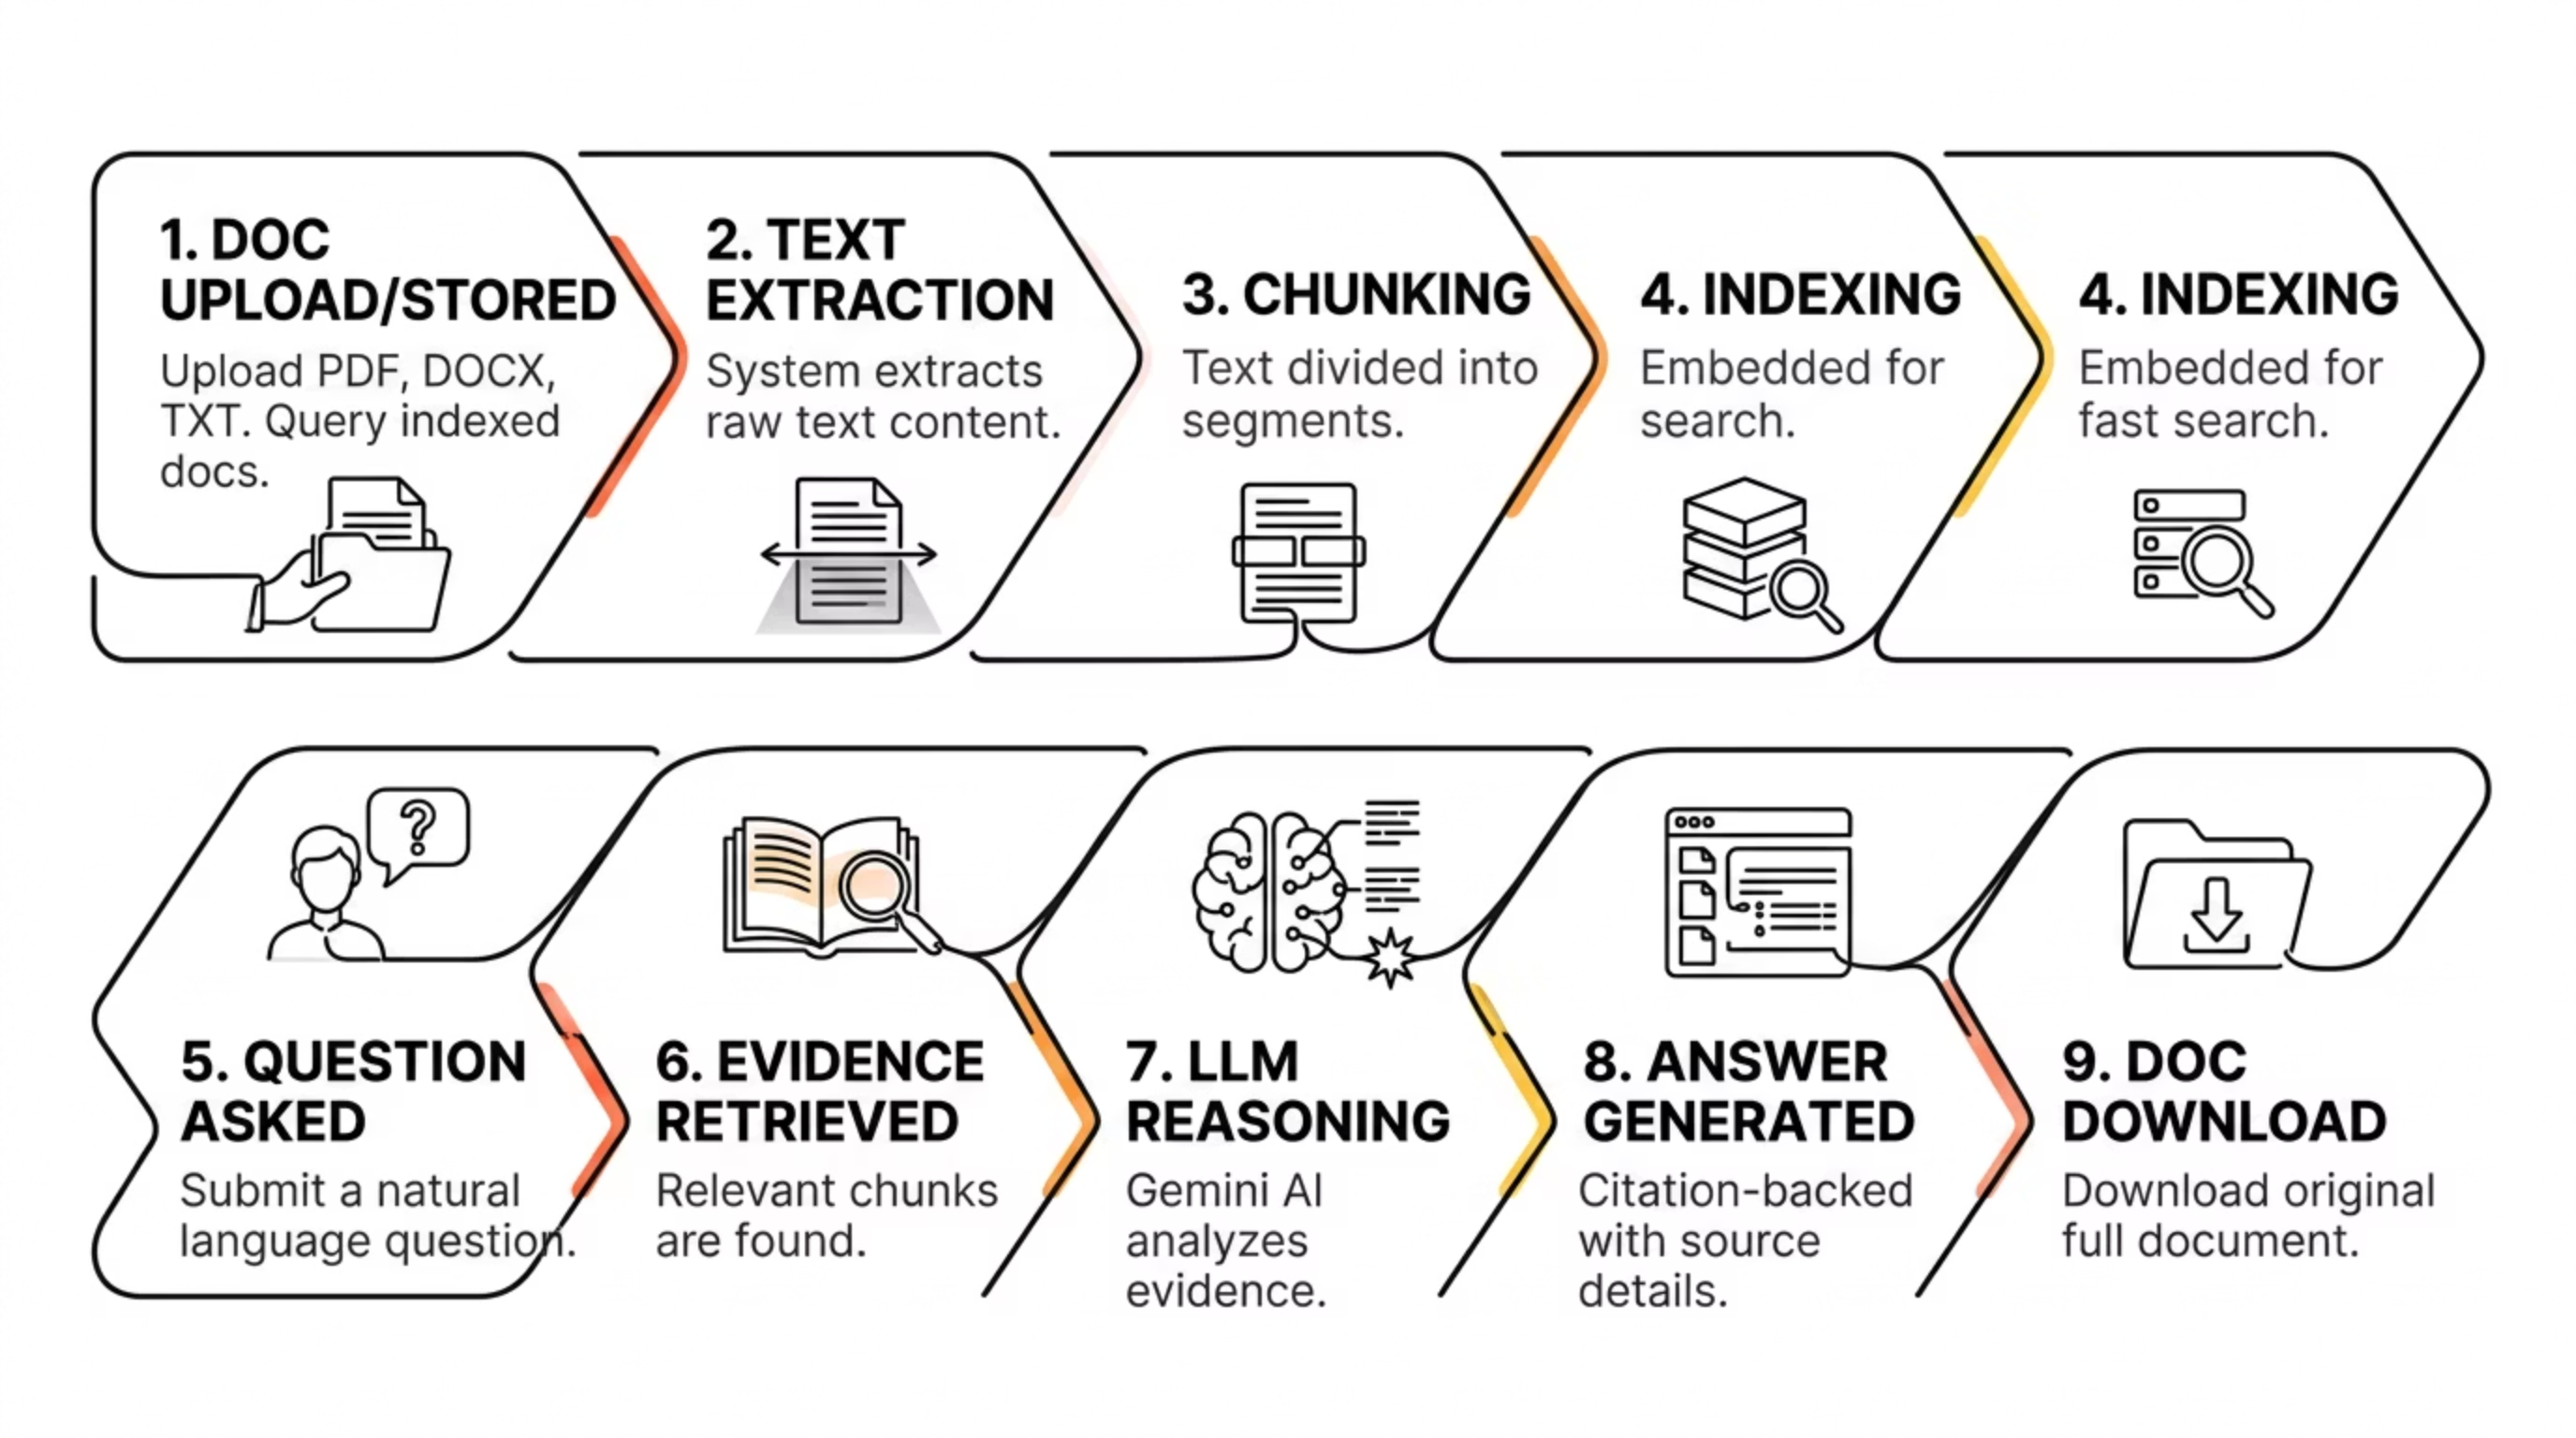 1. DOC
UPLOAD/STORED
Upload PDF, DOCX,
TXT. Query indexed
docs.
2. TEXT
EXTRACTION
System extracts
raw text content.
3. CHUNKING
Text divided into
segments.
4. INDEXING
Embedded for
search.
4. INDEXING
Embedded for
fast search.
?
5. QUESTION
ASKED
Submit a natural
language question.
6. EVIDENCE
RETRIEVED
Relevant chunks
are found.
7. LLM
REASONING
Gemini AI
analyzes
evidence.
8. ANSWER
GENERATED
Citation-backed
with source
details.
9. DOC
DOWNLOAD
Download original
full document.